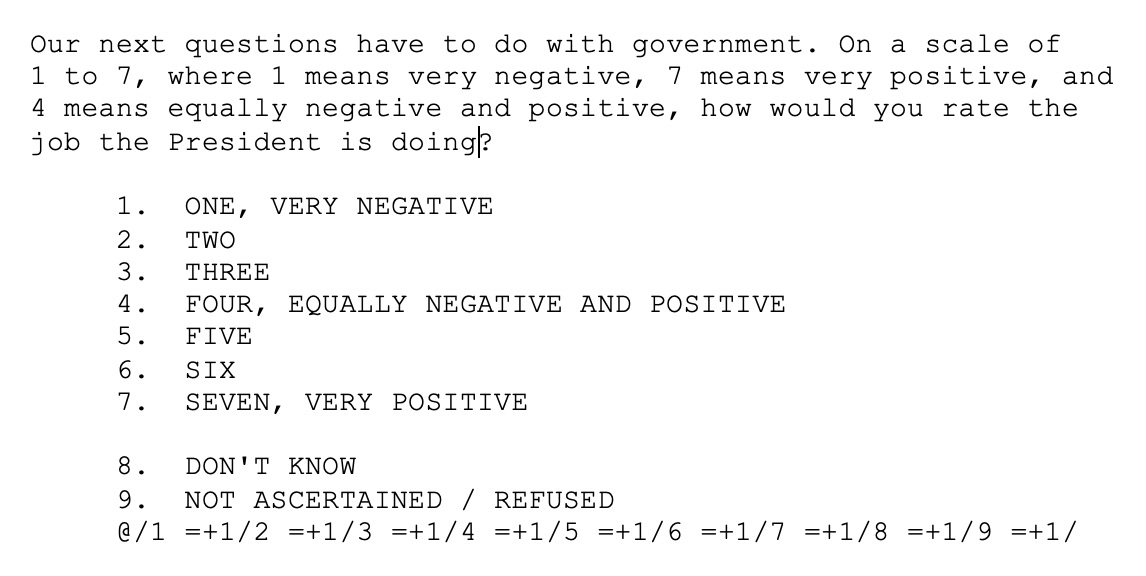 Our next questions have to do with government. On a scale of
1 to 7, where 1 means very negative, 7 means very positive, and
4 means equally negative and positive, how would you rate the
job the President is doing?
1. ONE, VERY NEGATIVE
2. TWO
3. THREE
4. FOUR, EQUALLY NEGATIVE AND POSITIVE
5. FIVE
6. SIX
7. SEVEN, VERY POSITIVE
8. DON'T KNOW
9. NOT ASCERTAINED / REFUSED
@/1 =+1/2 =+1/3 =+1/4 =+1/5 =+1/6 =+1/7 =+1/8 =+1/9 =+1/